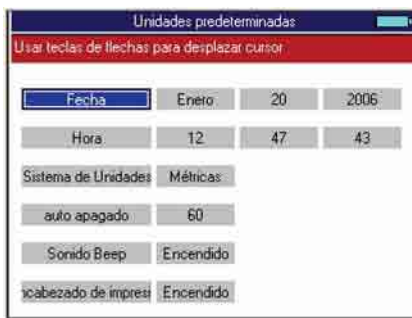 Unidades predeterminadas
Usar teclas de flechas para desplazar cursor
Fecha Enero 20 2006
Hora 12 47 43
Sistema de Unidades Métricas
auto apagado 60
Sonido Beep Encendido
ncabezado de impresi Encendido